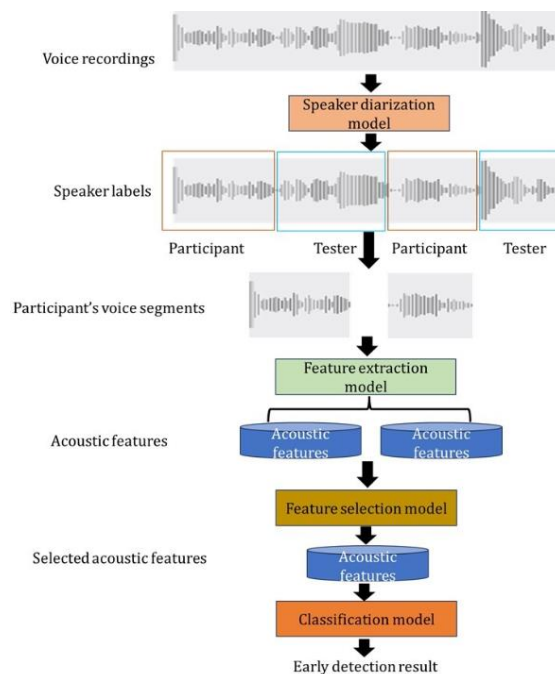 Voice recordings
Speaker diarization
model
Speaker labels
Participant
Tester
Participant
Tester
Participant's voice segments
Feature extraction
model
Acoustic features
Acoustic
features
Acoustic
features
Feature selection model
Selected acoustic features
Acoustic
features
Classification model
Early detection result